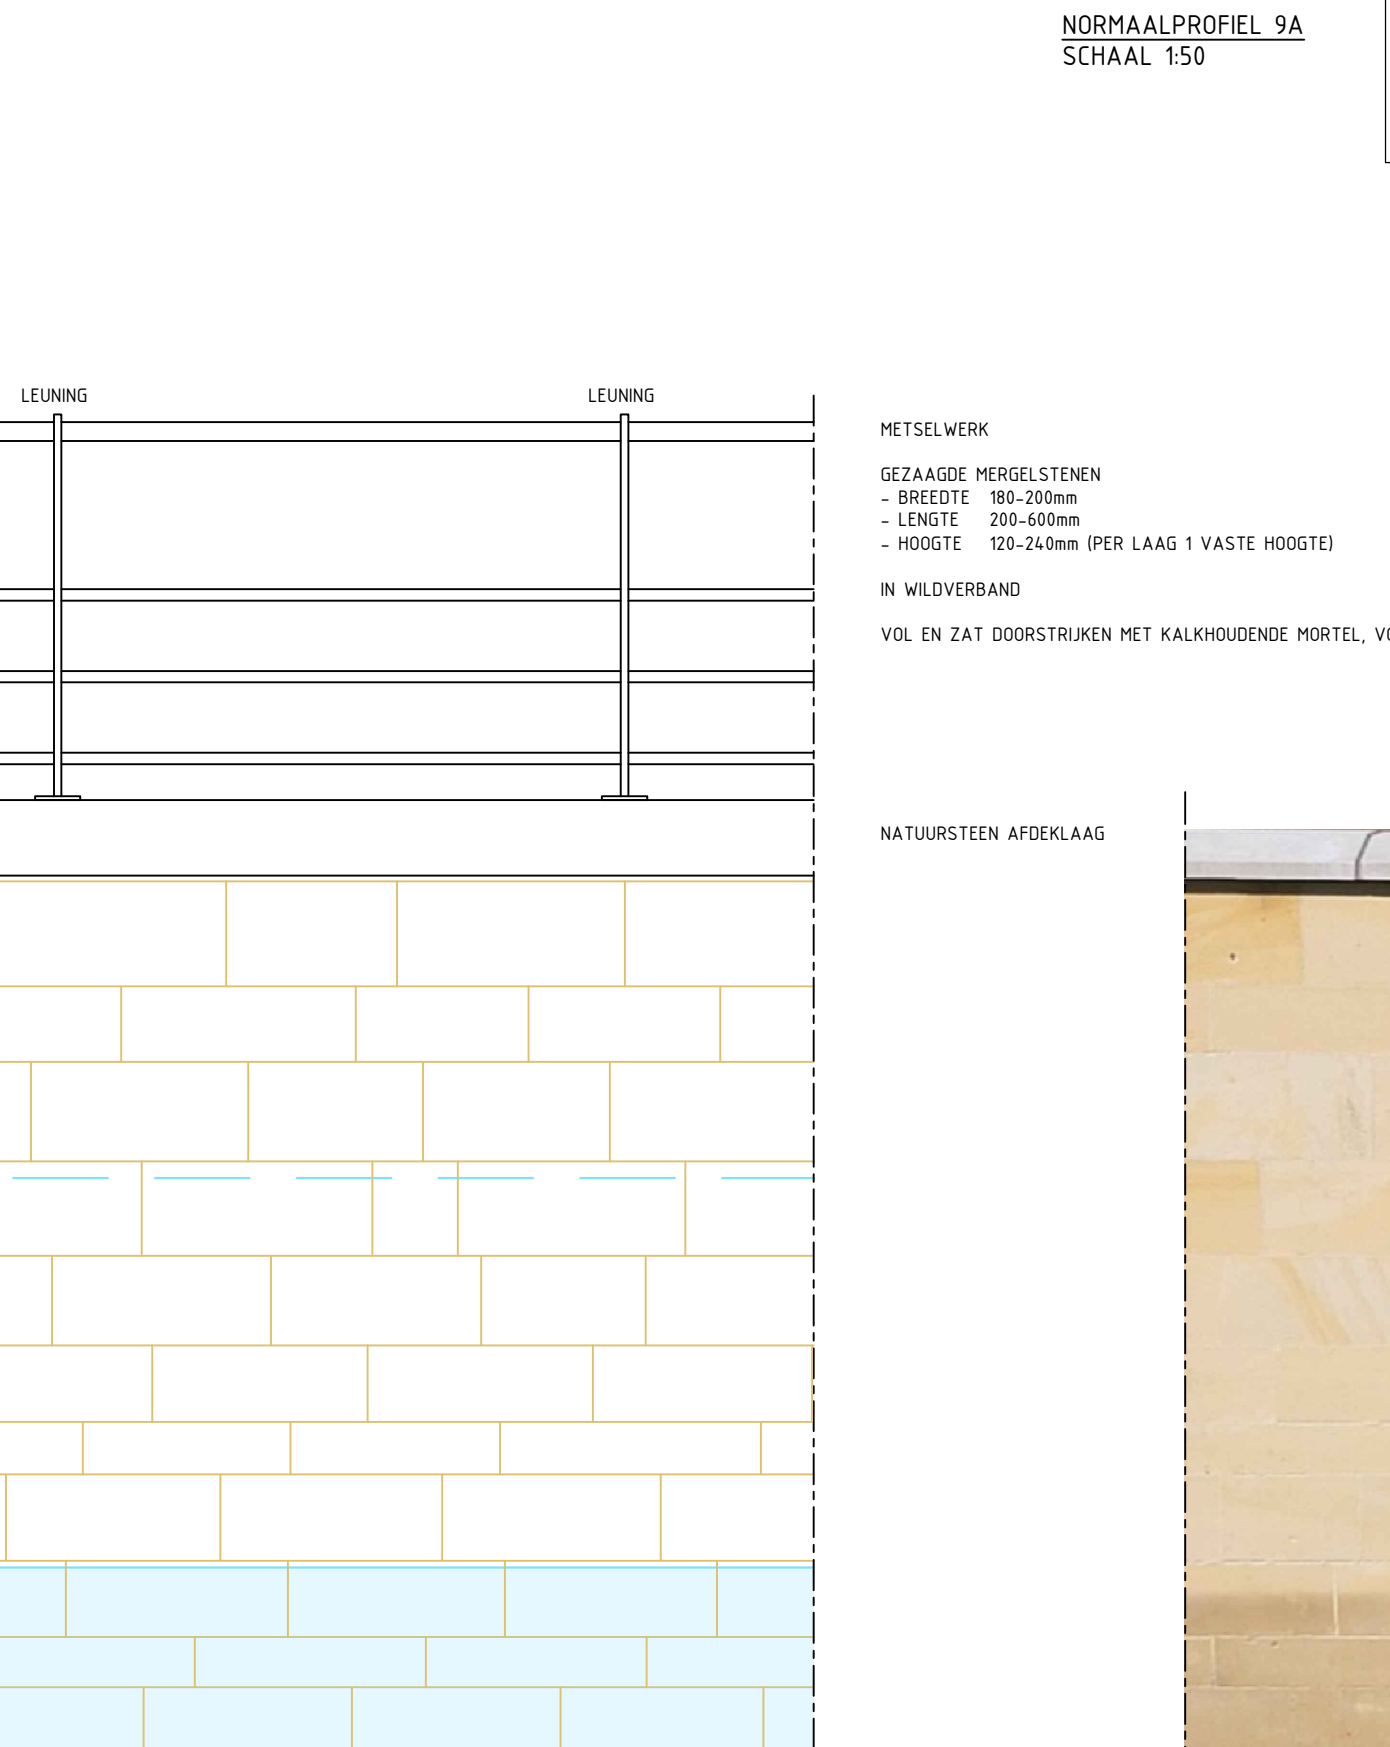 NORMAALPROFIEL 9A
SCHAAL 1:50
LEUNING
LEUNING
METSELWERK
GEZAAGDE MERGELSTENEN
- BREEDTE 180-200mm
- LENGTE 200-600mm
- HOOGTE 120-240mm (PER LAAG 1 VASTE HOOGTE)
IN WILDVERBAND
VOL EN ZAT DOORSTRIJKEN MET KALKHOUDENDE MORTEL,
NATUURSTEEN AFDEKLAAG